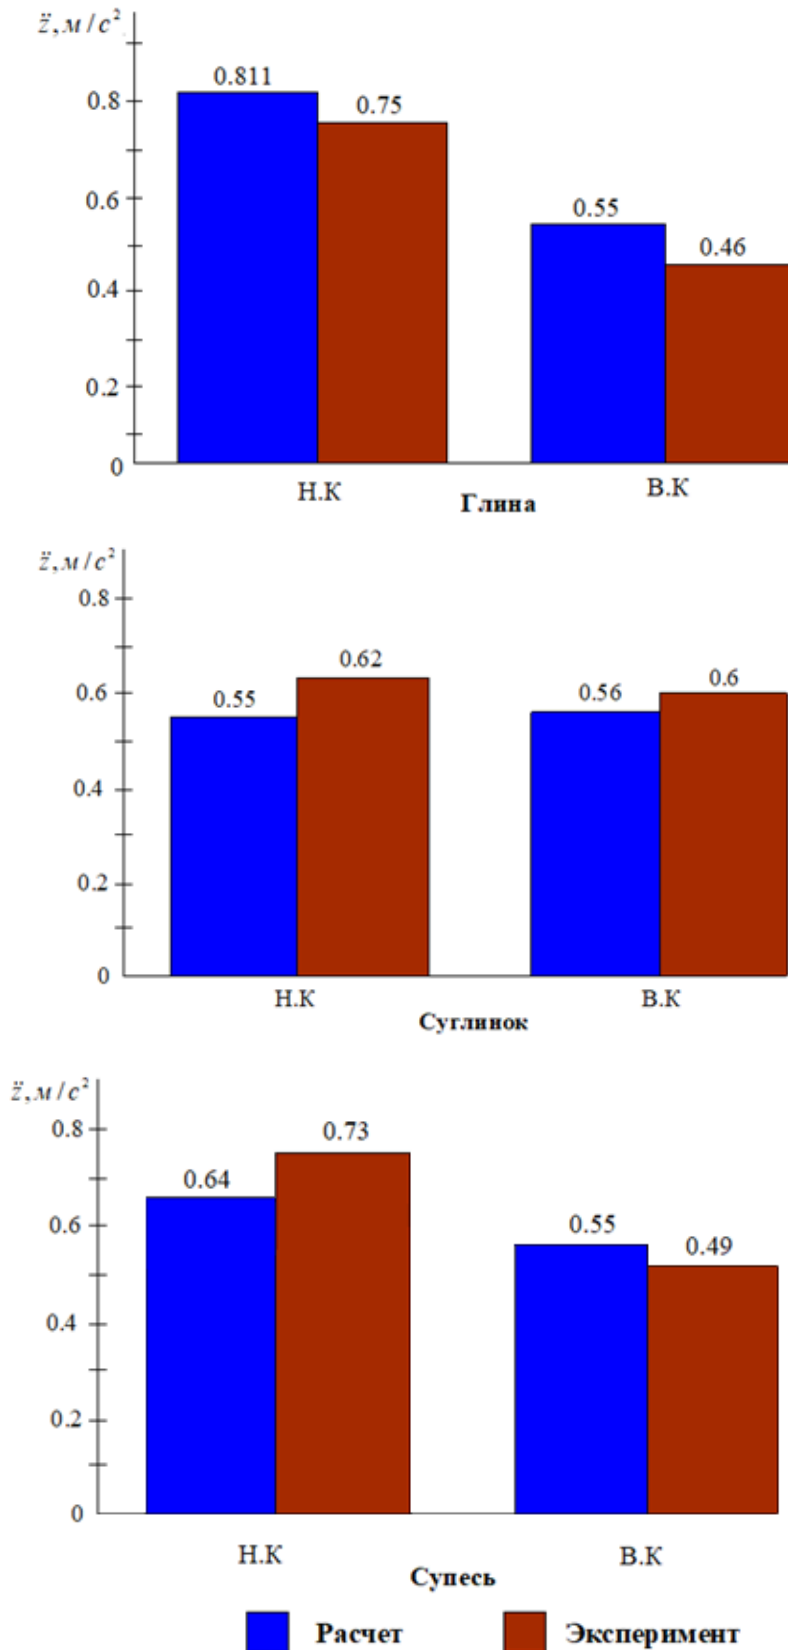 z̈, м/с²
0.811
0.8
0.75
0.6
0.55
0.46
0.4
0.2
0
Н.К
В.К
Глина
z̈, м/с²
0.8
0.62
0.6
0.6
0.55
0.56
0.4
0.2
0
Н.К
В.К
Суглинок
z̈, м/с²
0.8
0.73
0.64
0.6
0.55
0.49
0.4
0.2
0
Н.К
В.К
Супесь
Расчет
Эксперимент